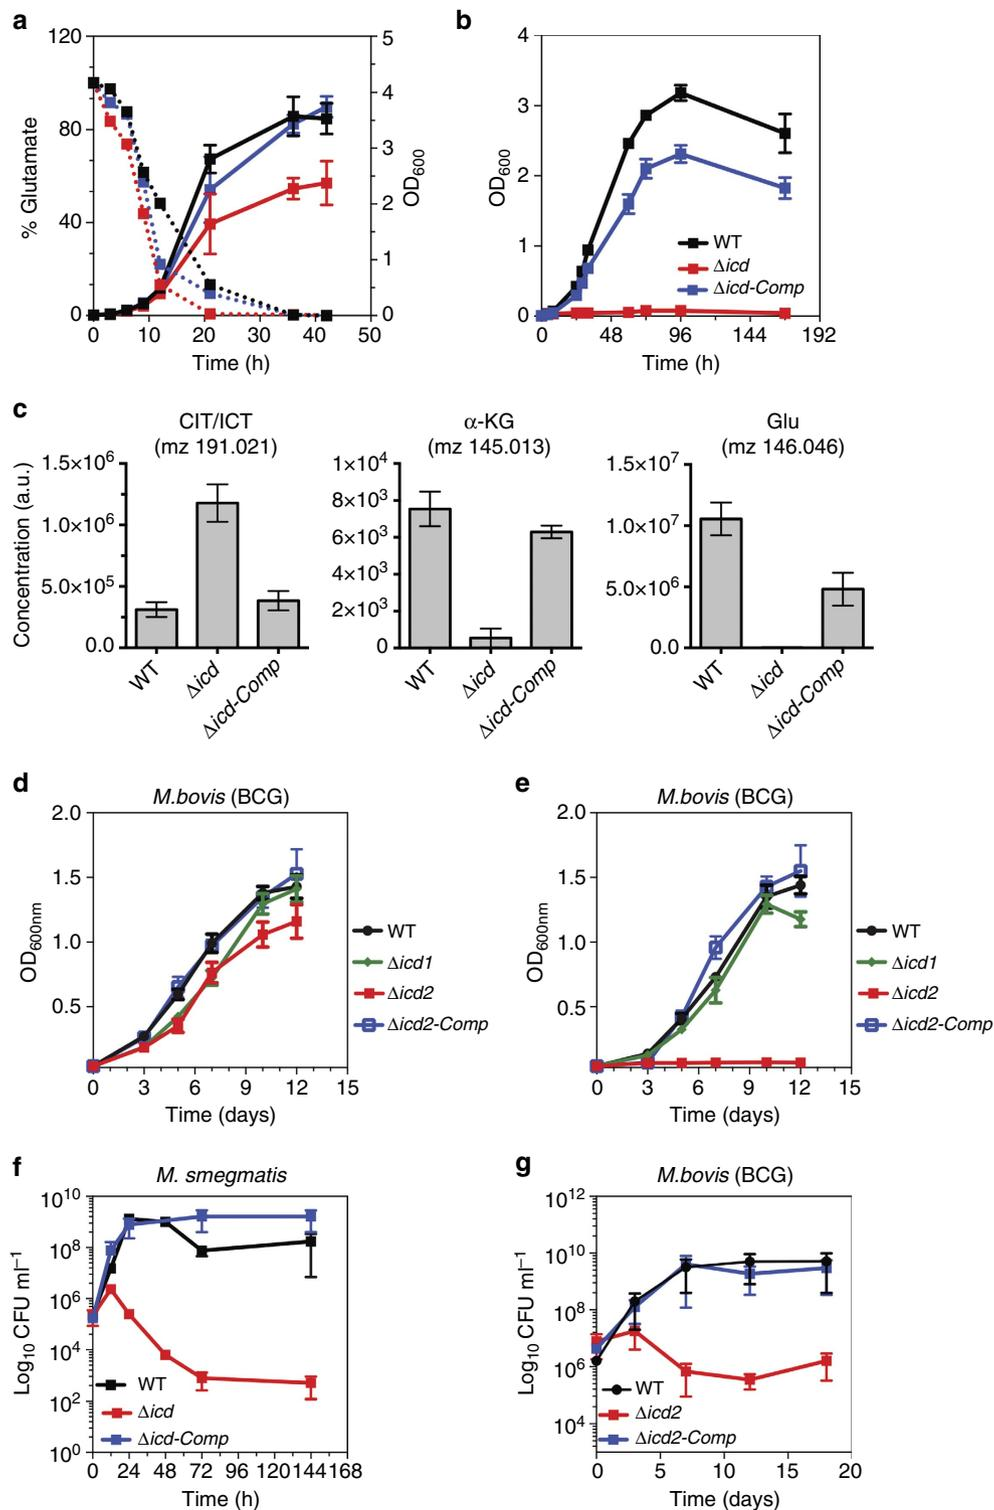 a
120
80
40
0
% Glutamate
5
4
3
2
1
0
OD600
0 10 20 30 40 50
Time (h)
b
4
3
2
1
0
OD600
WT
Δicd
Δicd-Comp
0 48 96 144 192
Time (h)
c
Concentration (a.u.)
CIT/ICT
(mz 191.021)
1.5×10⁶
1.0×10⁶
5.0×10⁵
0.0
WT Δicd Δicd-Comp
α-KG
(mz 145.013)
1×10⁴
8×10³
6×10³
4×10³
2×10³
0
WT Δicd Δicd-Comp
Glu
(mz 146.046)
1.5×10⁷
1.0×10⁷
5.0×10⁶
0.0
WT Δicd Δicd-Comp
d
M.bovis (BCG)
2.0
1.5
1.0
0.5
OD600nm
WT
Δicd1
Δicd2
Δicd2-Comp
0 3 6 9 12 15
Time (days)
e
M.bovis (BCG)
2.0
1.5
1.0
0.5
OD600nm
WT
Δicd1
Δicd2
Δicd2-Comp
0 3 6 9 12 15
Time (days)
f
M. smegmatis
10¹⁰
10⁸
10⁶
10⁴
10²
10⁰
Log₁₀ CFU ml⁻¹
WT
Δicd
Δicd-Comp
0 24 48 72 96 120 144 168
Time (h)
g
M.bovis (BCG)
10¹²
10¹⁰
10⁸
10⁶
10⁴
Log₁₀ CFU ml⁻¹
WT
Δicd2
Δicd2-Comp
0 5 10 15 20
Time (days)